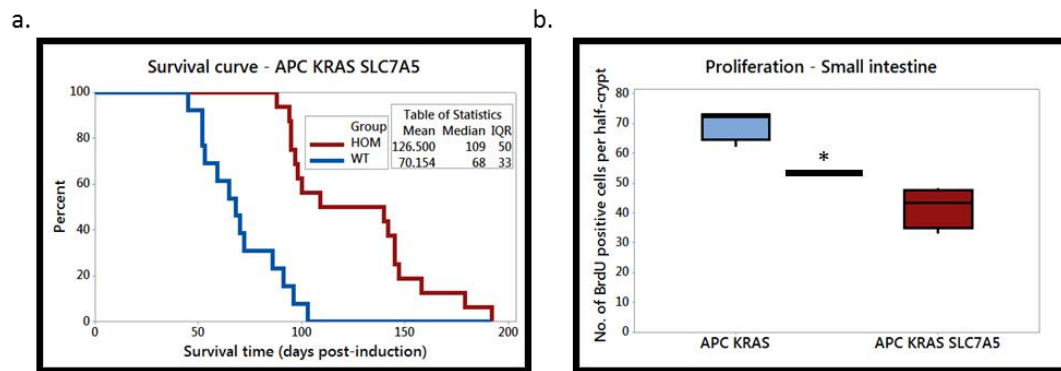 a.
Survival curve - APC KRAS SLC7A5
100
80
60
40
20
0
Percent
0 50 100 150 200
Survival time (days post-induction)
Group
HOM
WT
Table of Statistics
Mean Median IQR
126.500 109 50
70.154 68 33
b.
Proliferation - Small intestine
80
70
60
50
40
30
20
10
0
No. of BrdU positive cells per half-crypt
*
APC KRAS APC KRAS SLC7A5